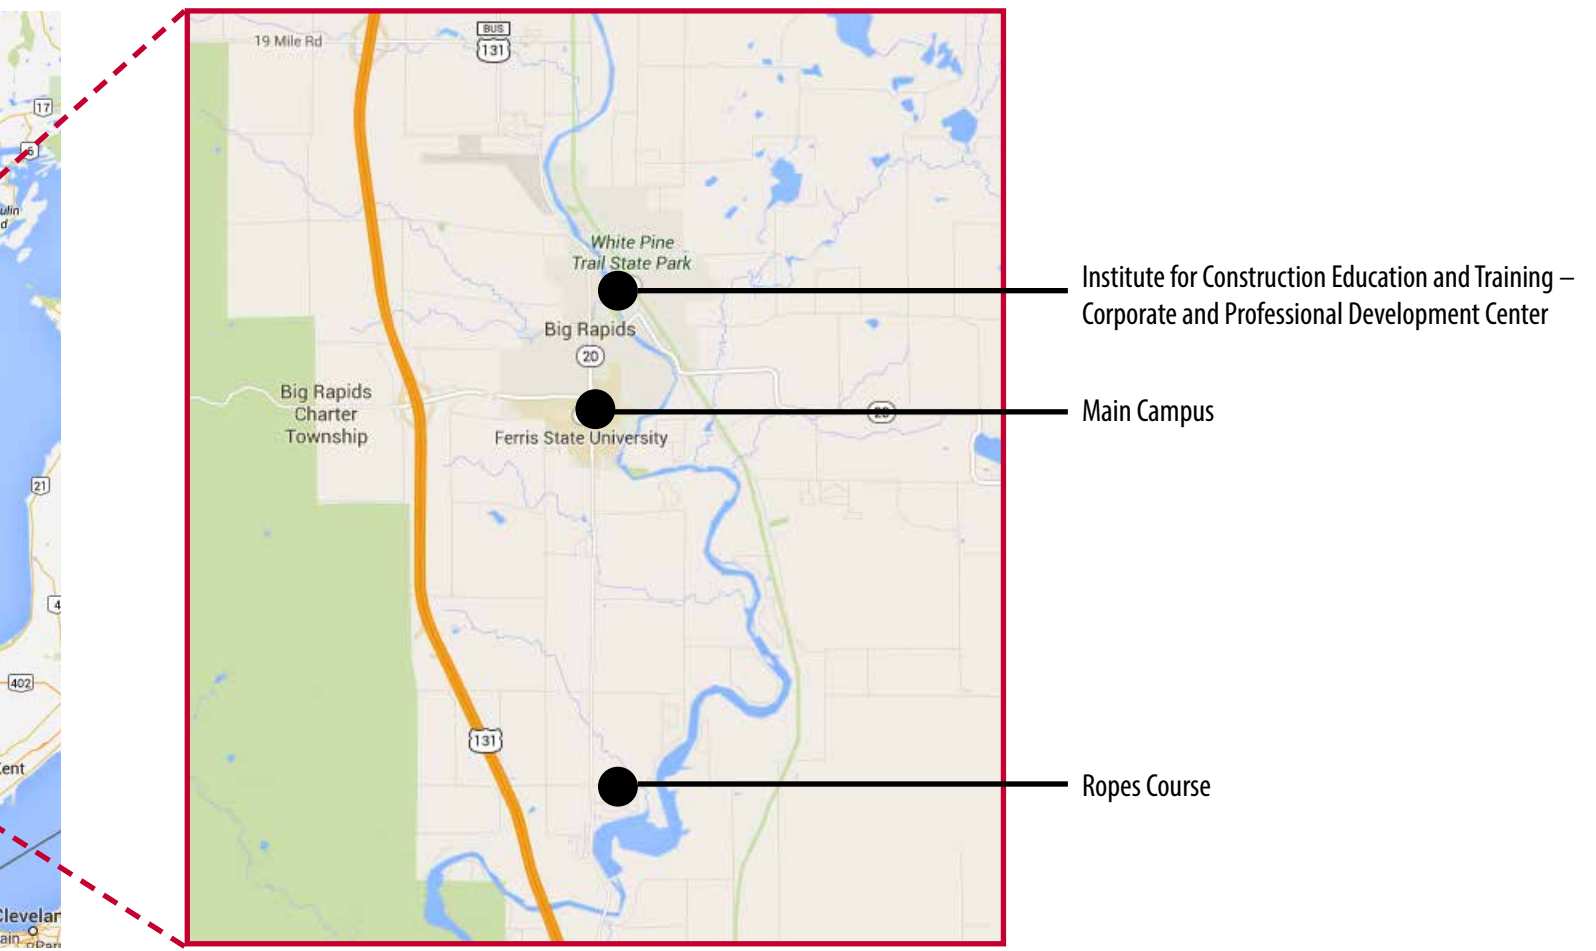 17
6
21
402
19 Mile Rd
BUS
131
White Pine
Trail State Park
Big Rapids
20
Big Rapids
Charter
Township
Ferris State University
20
131
Institute for Construction Education and Training –
Corporate and Professional Development Center
Main Campus
Ropes Course